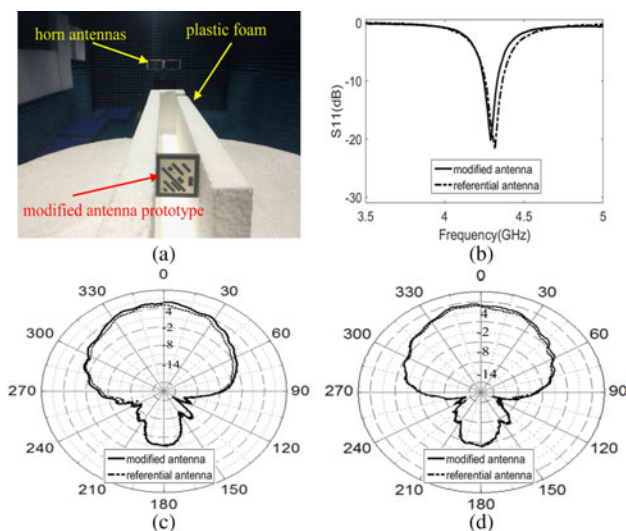 horn antennas
plastic foam
modified antenna prototype
(a)
0
-10
-20
-30
S11(dB)
modified antenna
referential antenna
3.5 4 4.5 5
Frequency(GHz)
(b)
0
330 30
300 60
270 90
240 120
210 150
180
4
-2
-8
-14
modified antenna
referential antenna
(c)
0
330 30
300 60
270 90
240 120
210 150
180
4
-2
-8
-14
modified antenna
referential antenna
(d)